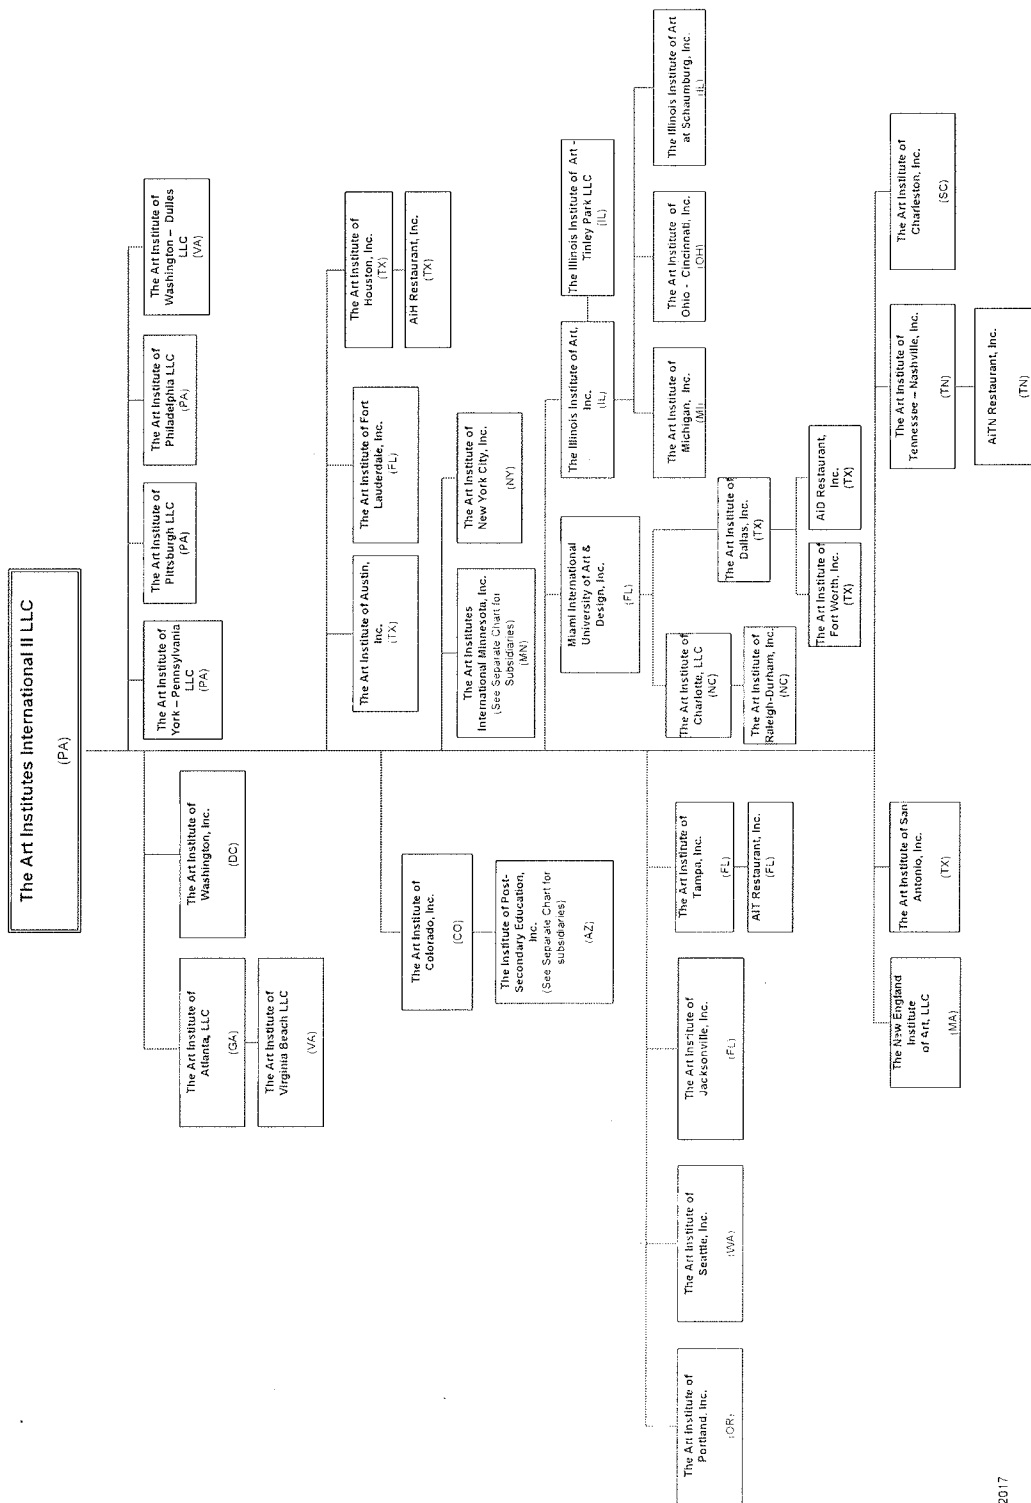 The Art Institutes International III LLC
(PA)
The Art Institute of
York – Pennsylvania
LLC
(PA)
The Art Institute of
Pittsburgh LLC
(PA)
The Art Institute of
Philadelphia LLC
(PA)
The Art Institute of
Washington – Dulles
LLC
(VA)
The Art Institute of
Atlanta, LLC
(GA)
The Art Institute of
Washington, Inc.
(DC)
The Art Institute of
Virginia Beach LLC
(VA)
The Art Institute of Austin,
Inc.
(TX)
The Art Institute of Fort
Lauderdale, Inc.
(FL)
The Art Institute of
Houston, Inc.
(TX)
AiH Restaurant, Inc.
(TX)
The Art Institute of
Colorado, Inc.
(CO)
The Institute of Post-
Secondary Education,
Inc.
(See Separate Chart for
subsidiaries)
(AZ)
The Art Institutes
International Minnesota, Inc.
(See Separate Chart for
Subsidiaries)
(MN)
The Art Institute of
New York City, Inc.
(NY)
Miami International
University of Art &
Design, Inc.
(FL)
The Illinois Institute of Art,
Inc.
(IL)
The Illinois Institute of Art -
Tinley Park LLC
(IL)
The Art Institute of
Michigan, Inc.
(MI)
The Art Institute of
Ohio - Cincinnati, Inc.
(OH)
The Illinois Institute of Art
at Schaumburg, Inc.
(IL)
The Art Institute of
Charlotte, LLC
(NC)
The Art Institute of
Raleigh-Durham, Inc.
(NC)
The Art Institute of
Dallas, Inc.
(TX)
The Art Institute of
Fort Worth, Inc.
(TX)
AiD Restaurant,
Inc.
(TX)
The Art Institute of
Portland, Inc.
(OR)
The Art Institute of
Seattle, Inc.
(WA)
The Art Institute of
Jacksonville, Inc.
(FL)
The Art Institute of
Tampa, Inc.
(FL)
AIT Restaurant, Inc.
(FL)
The New England
Institute
of Art, LLC
(MA)
The Art Institute of San
Antonio, Inc.
(TX)
The Art Institute of
Tennessee – Nashville, Inc.
(TN)
The Art Institute of
Charleston, Inc.
(SC)
AiTN Restaurant, Inc.
(TN)
2017